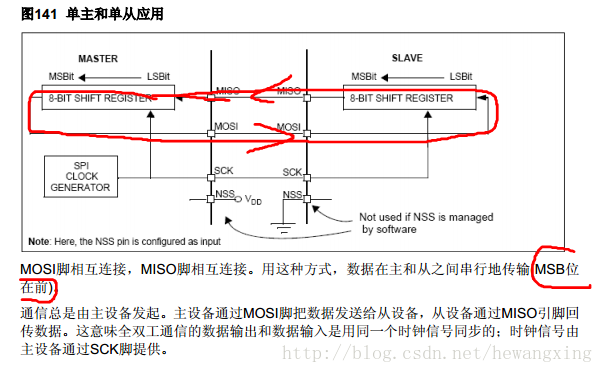 图141 单主和单从应用
MASTER
SLAVE
MSBit LSBit
MSBit LSBit
8-BIT SHIFT REGISTER
MISO
MISO
8-BIT SHIFT REGISTER
MOSI
MOSI
SPI
CLOCK
GENERATOR
SCK
SCK
NSS
VDD
NSS
Not used if NSS is managed
by software
Note: Here, the NSS pin is configured as input
MOSI脚相互连接，MISO脚相互连接。用这种方式，数据在主和从之间串行地传输(MSB位
在前)。
通信总是由主设备发起。主设备通过MOSI脚把数据发送给从设备，从设备通过MISO引脚回
传数据。这意味全双工通信的数据输出和数据输入是用同一个时钟信号同步的；时钟信号由
主设备通过SCK脚提供。
http://blog.csdn.net/hewangxing